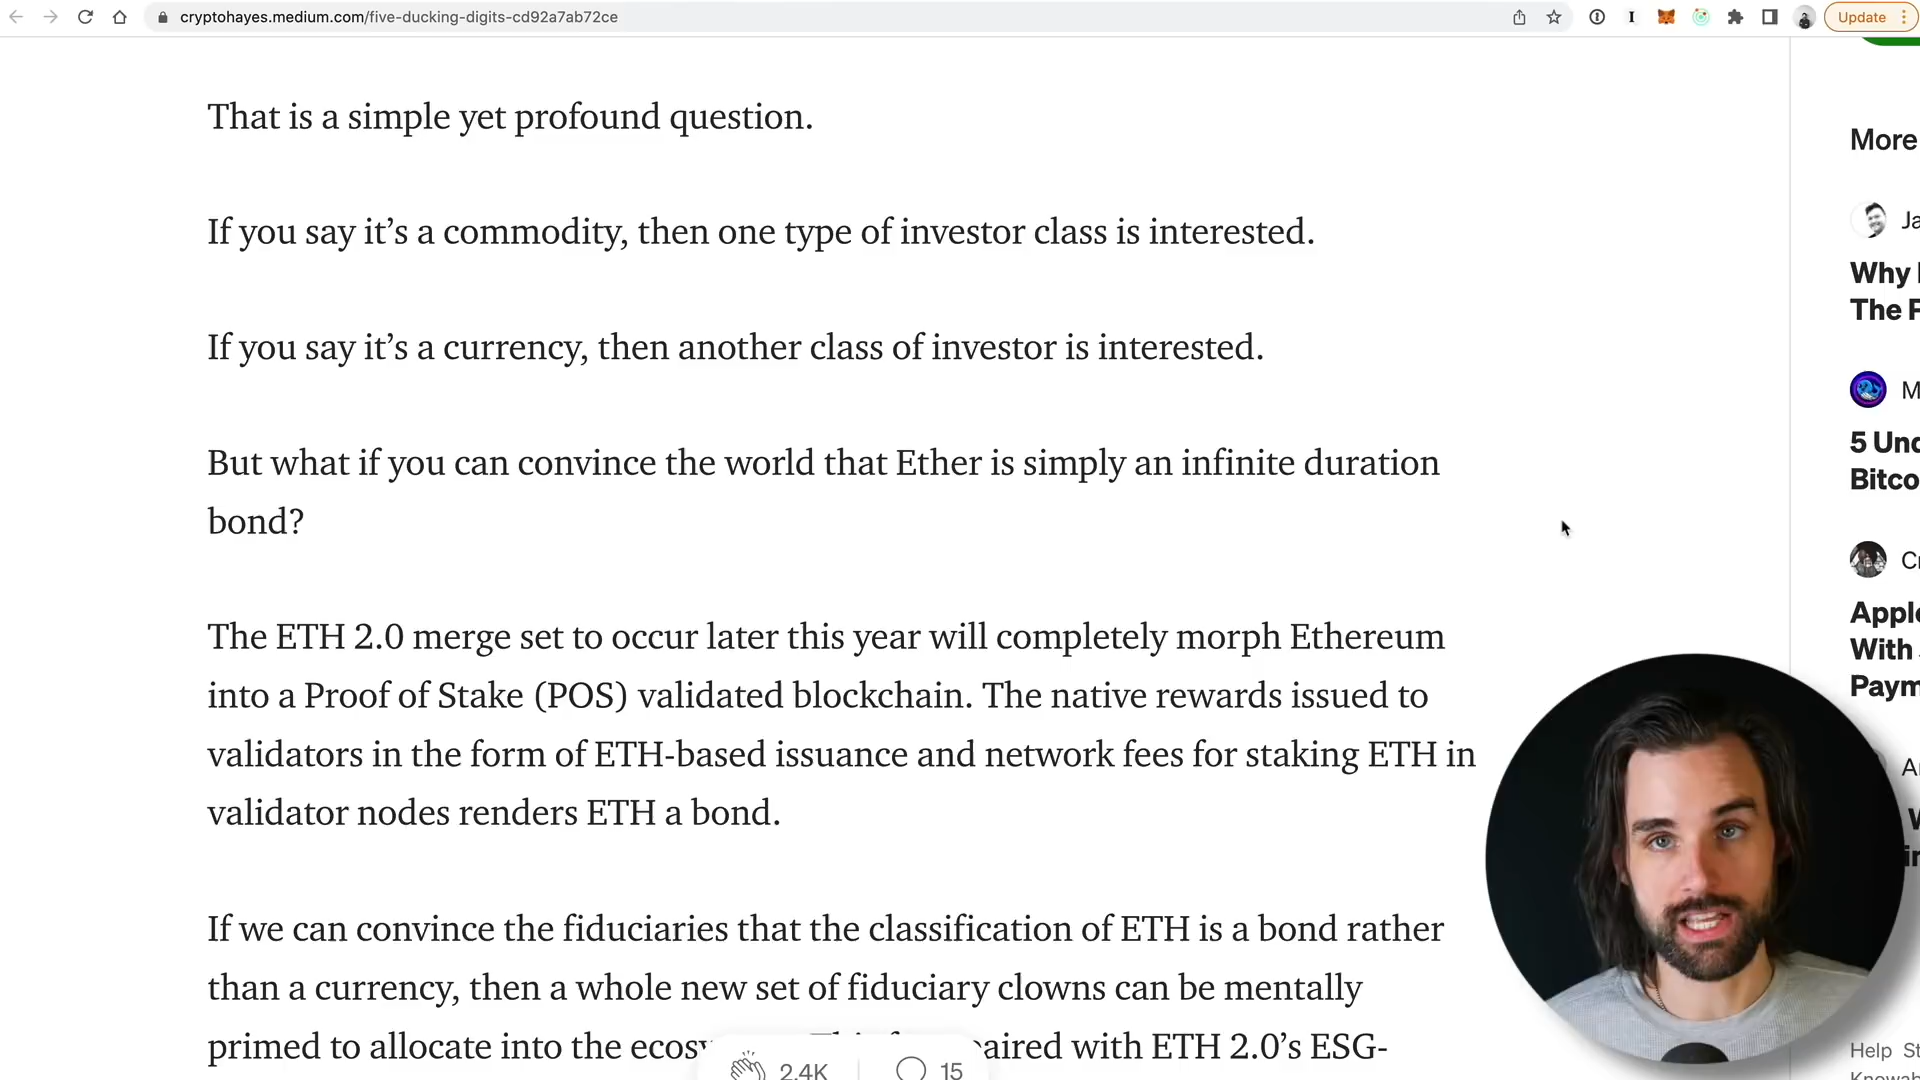 cryptohayes.medium.com/five-ducking-digits-cd92a7ab72ce
Update
That is a simple yet profound question.
If you say it’s a commodity, then one type of investor class is interested.
If you say it’s a currency, then another class of investor is interested.
But what if you can convince the world that Ether is simply an infinite duration
bond?
The ETH 2.0 merge set to occur later this year will completely morph Ethereum
into a Proof of Stake (POS) validated blockchain. The native rewards issued to
validators in the form of ETH-based issuance and network fees for staking ETH in
validator nodes renders ETH a bond.
If we can convince the fiduciaries that the classification of ETH is a bond rather
than a currency, then a whole new set of fiduciary clowns can be mentally
primed to allocate into the with ETH 2.0’s ESG-
2.4K
15
More
Why
The
5
Bitco
With
Help